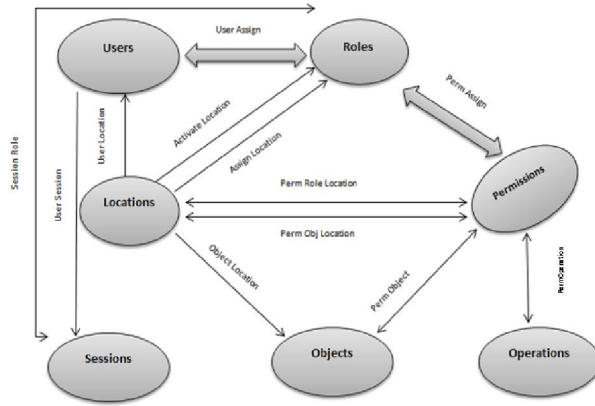 User Assign
Users
Roles
Perm Assign
Activate Location
User Location
Assign Location
Session Role
User Session
Permissions
Perm Role Location
Locations
Perm Obj Location
Object Location
Perm Object
PermOperation
Sessions
Objects
Operations